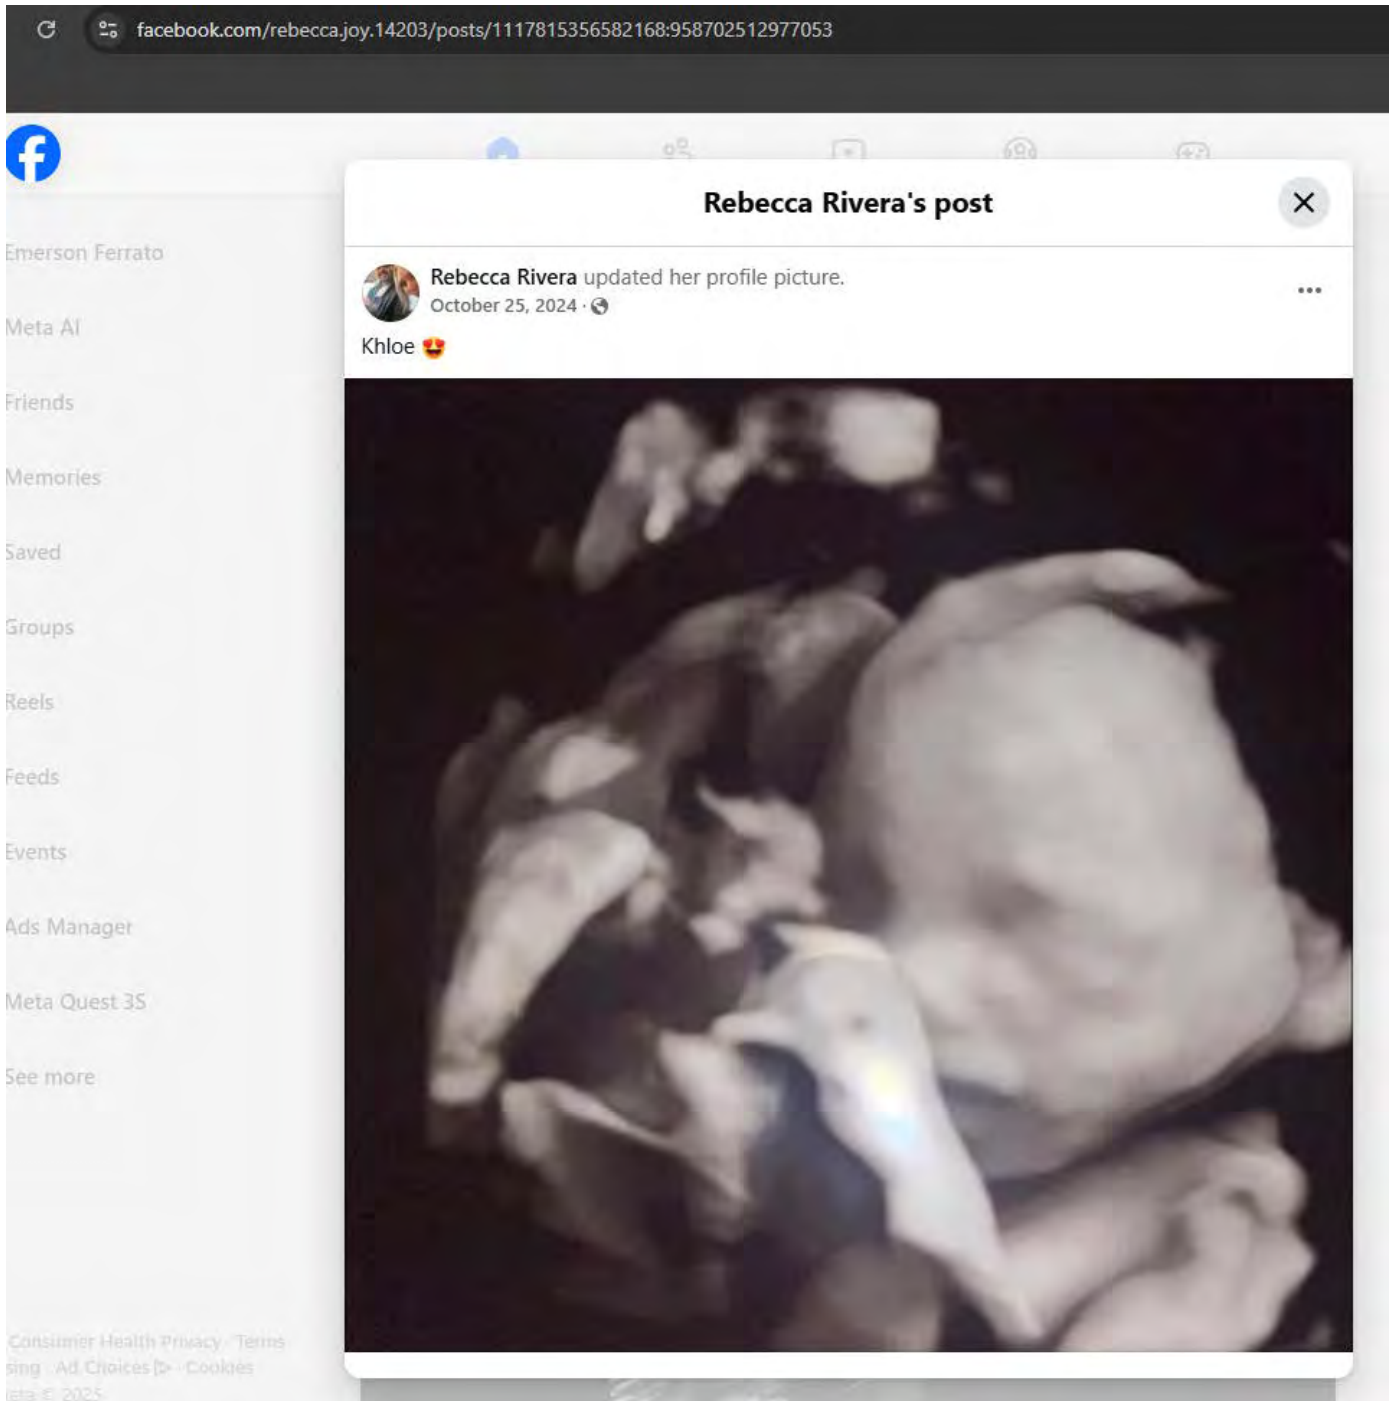 facebook.com/rebecca.joy.14203/posts/1117815356582168:958702512977053
Rebecca Rivera's post
Rebecca Rivera updated her profile picture.
October 25, 2024 ·
Khloe 😍
Emerson Ferrato
Meta AI
Friends
Memories
Saved
Groups
Reels
Feeds
Events
Ads Manager
Meta Quest 3S
See more
Consumer Health Privacy · Terms
Ad Choices · Cookies
© 2025